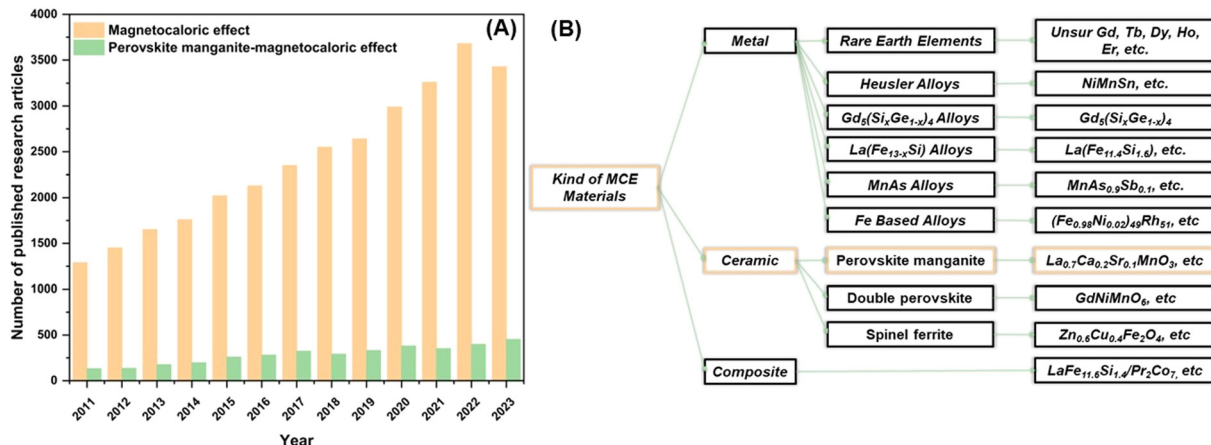 (A)
Magnetocaloric effect
Perovskite manganite-magnetocaloric effect
Number of published research articles
4000
3500
3000
2500
2000
1500
1000
500
0
2011
2012
2013
2014
2015
2016
2017
2018
2019
2020
2021
2022
2023
Year
(B)
Kind of MCE
Materials
Metal
Rare Earth Elements
Unsur Gd, Tb, Dy, Ho,
Er, etc.
Heusler Alloys
NiMnSn, etc.
Gd₅(SiₓGe₁₋ₓ)₄ Alloys
Gd₅(SiₓGe₁₋ₓ)₄
La(Fe₁₃₋ₓSi) Alloys
La(Fe₁₁.₄Si₁.₆), etc.
MnAs Alloys
MnAs₀.₉Sb₀.₁, etc.
Fe Based Alloys
(Fe₀.₉₈Ni₀.₀₂)₄₉Rh₅₁, etc
Ceramic
Perovskite manganite
La₀.₇Ca₀.₂Sr₀.₁MnO₃, etc
Double perovskite
GdNiMnO₆, etc
Spinel ferrite
Zn₀.₆Cu₀.₄Fe₂O₄, etc
Composite
LaFe₁₁.₆Si₁.₄/Pr₂Co₇, etc